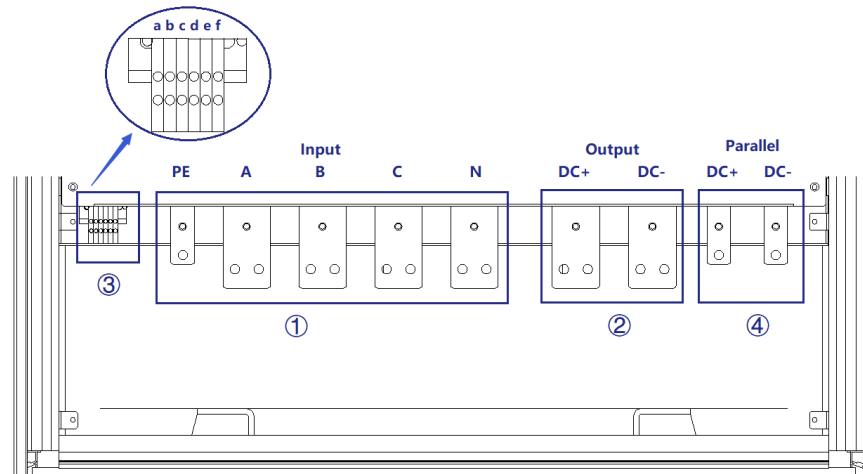 a b c d e f
Input
Output
Parallel
PE A B C N DC+ DC- DC+ DC-
③
①
②
④